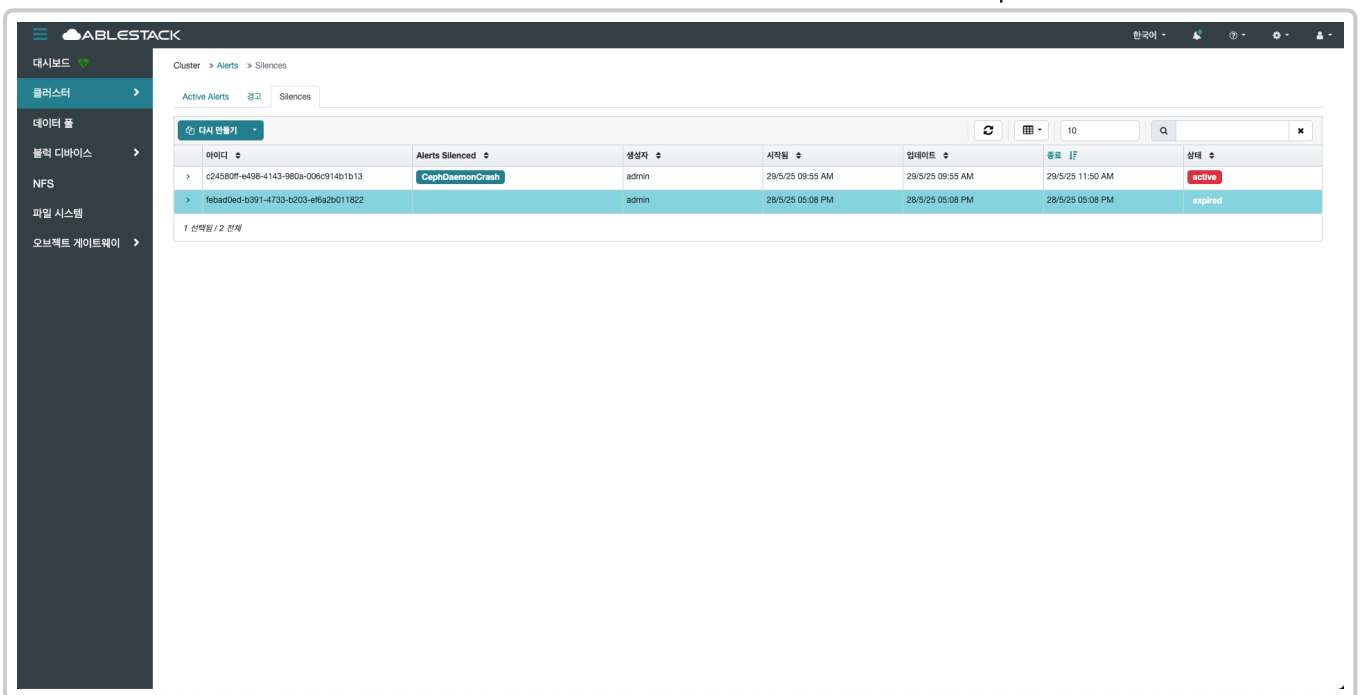 ABLESTACK
한국어
대시보드
클러스터
데이터 풀
블럭 디바이스
NFS
파일 시스템
오브젝트 게이트웨이
Cluster » Alerts » Silences
Active Alerts 경고 Silences
다시 만들기 10
아이디 Alerts Silenced 생성자 시작됨 업데이트 종료 상태
c24580ff-e498-4143-980a-006c914b1b13 CephDaemonCrash admin 29/5/25 09:55 AM 29/5/25 09:55 AM 29/5/25 11:50 AM active
febad0ed-b391-4733-b203-ef6a2b011822 admin 28/5/25 05:08 PM 28/5/25 05:08 PM 28/5/25 05:08 PM expired
1 선택됨 / 2 전체